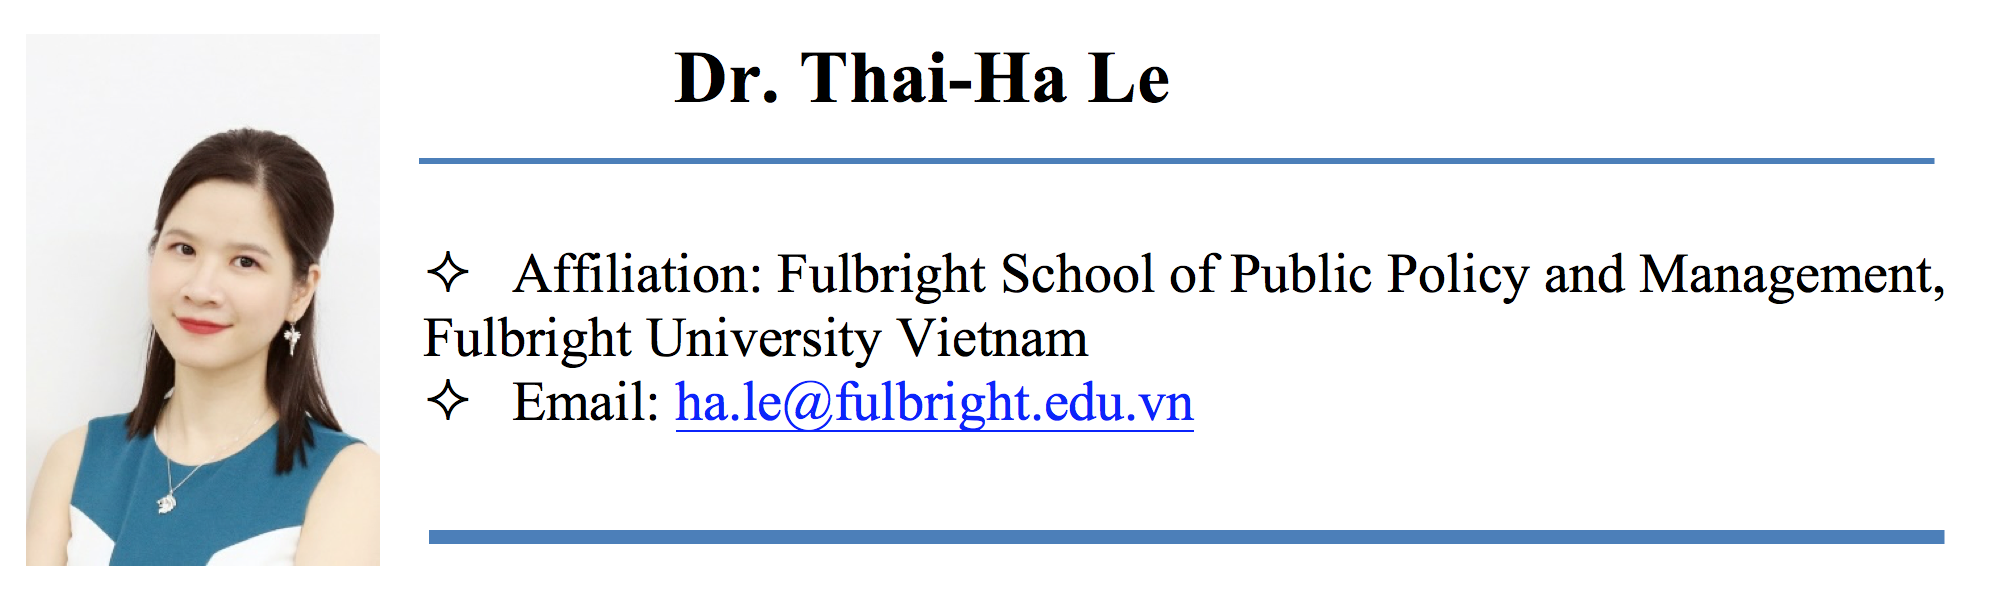 Dr. Thai-Ha Le
✧ Affiliation: Fulbright School of Public Policy and Management,
Fulbright University Vietnam
✧ Email: ha.le@fulbright.edu.vn